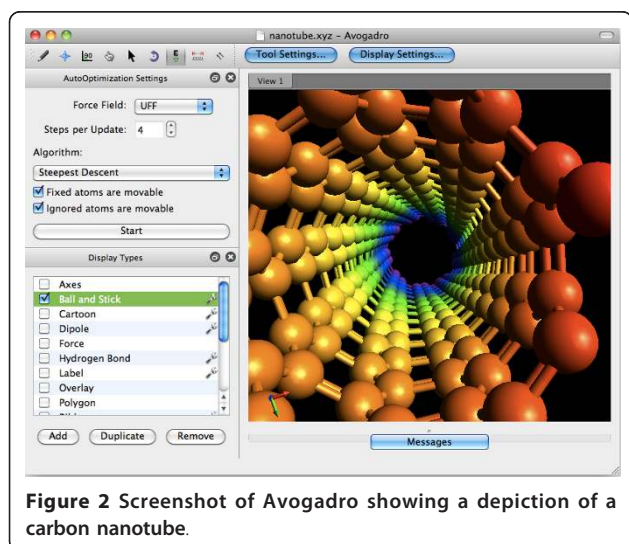 nanotube.xyz – Avogadro
Tool Settings...
Display Settings...
AutoOptimization Settings
View 1
Force Field: UFF
Steps per Update: 4
Algorithm:
Steepest Descent
Fixed atoms are movable
Ignored atoms are movable
Start
Display Types
Axes
Ball and Stick
Cartoon
Dipole
Force
Hydrogen Bond
Label
Overlay
Polygon
Add
Duplicate
Remove
Messages
Figure 2 Screenshot of Avogadro showing a depiction of a
carbon nanotube.